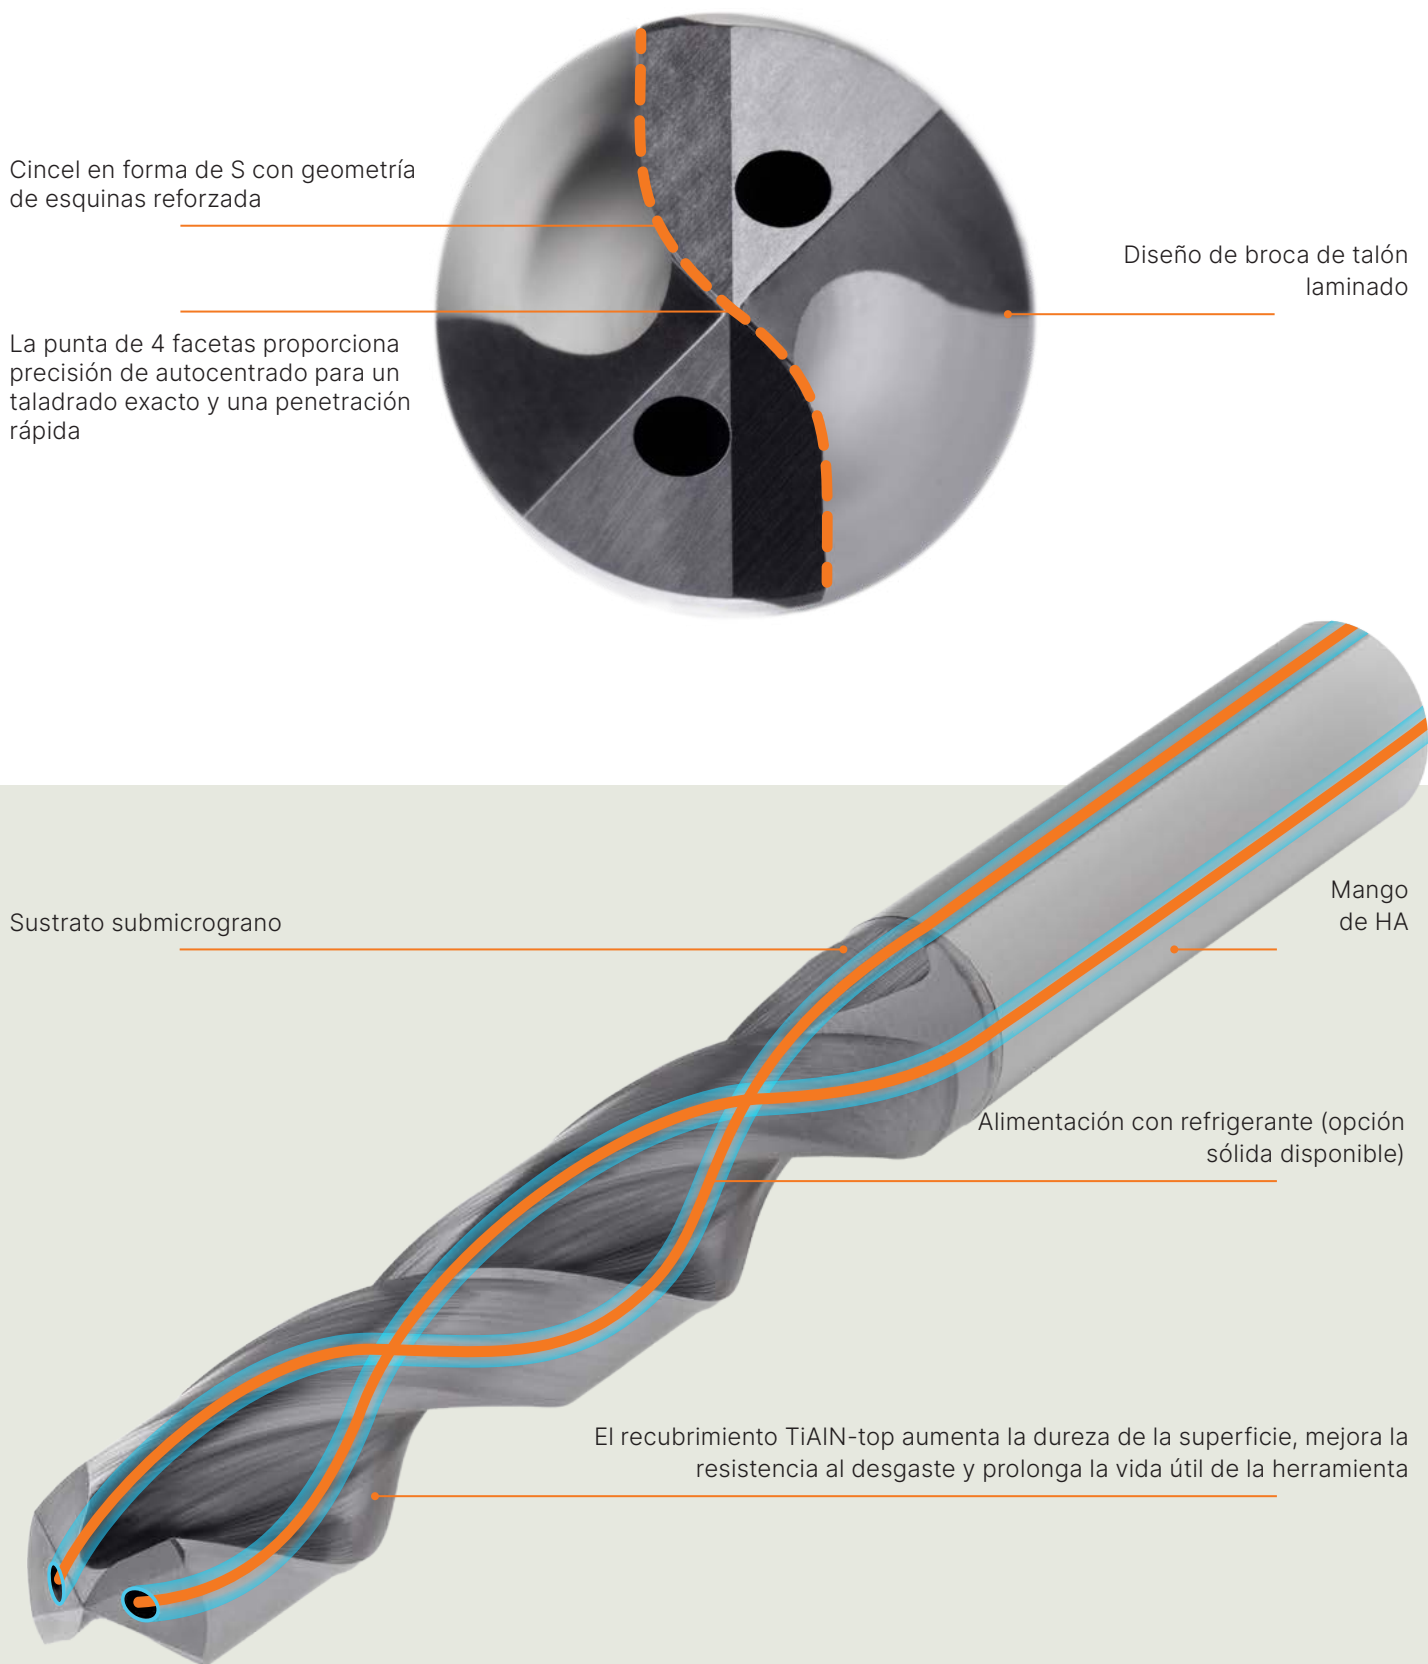 Cincel en forma de S con geometría
de esquinas reforzada
Diseño de broca de talón
laminado
La punta de 4 facetas proporciona
precisión de autocentrado para un
taladrado exacto y una penetración
rápida
Sustrato submicrograno
Mango
de HA
Alimentación con refrigerante (opción
sólida disponible)
El recubrimiento TiAlN-top aumenta la dureza de la superficie, mejora la
resistencia al desgaste y prolonga la vida útil de la herramienta